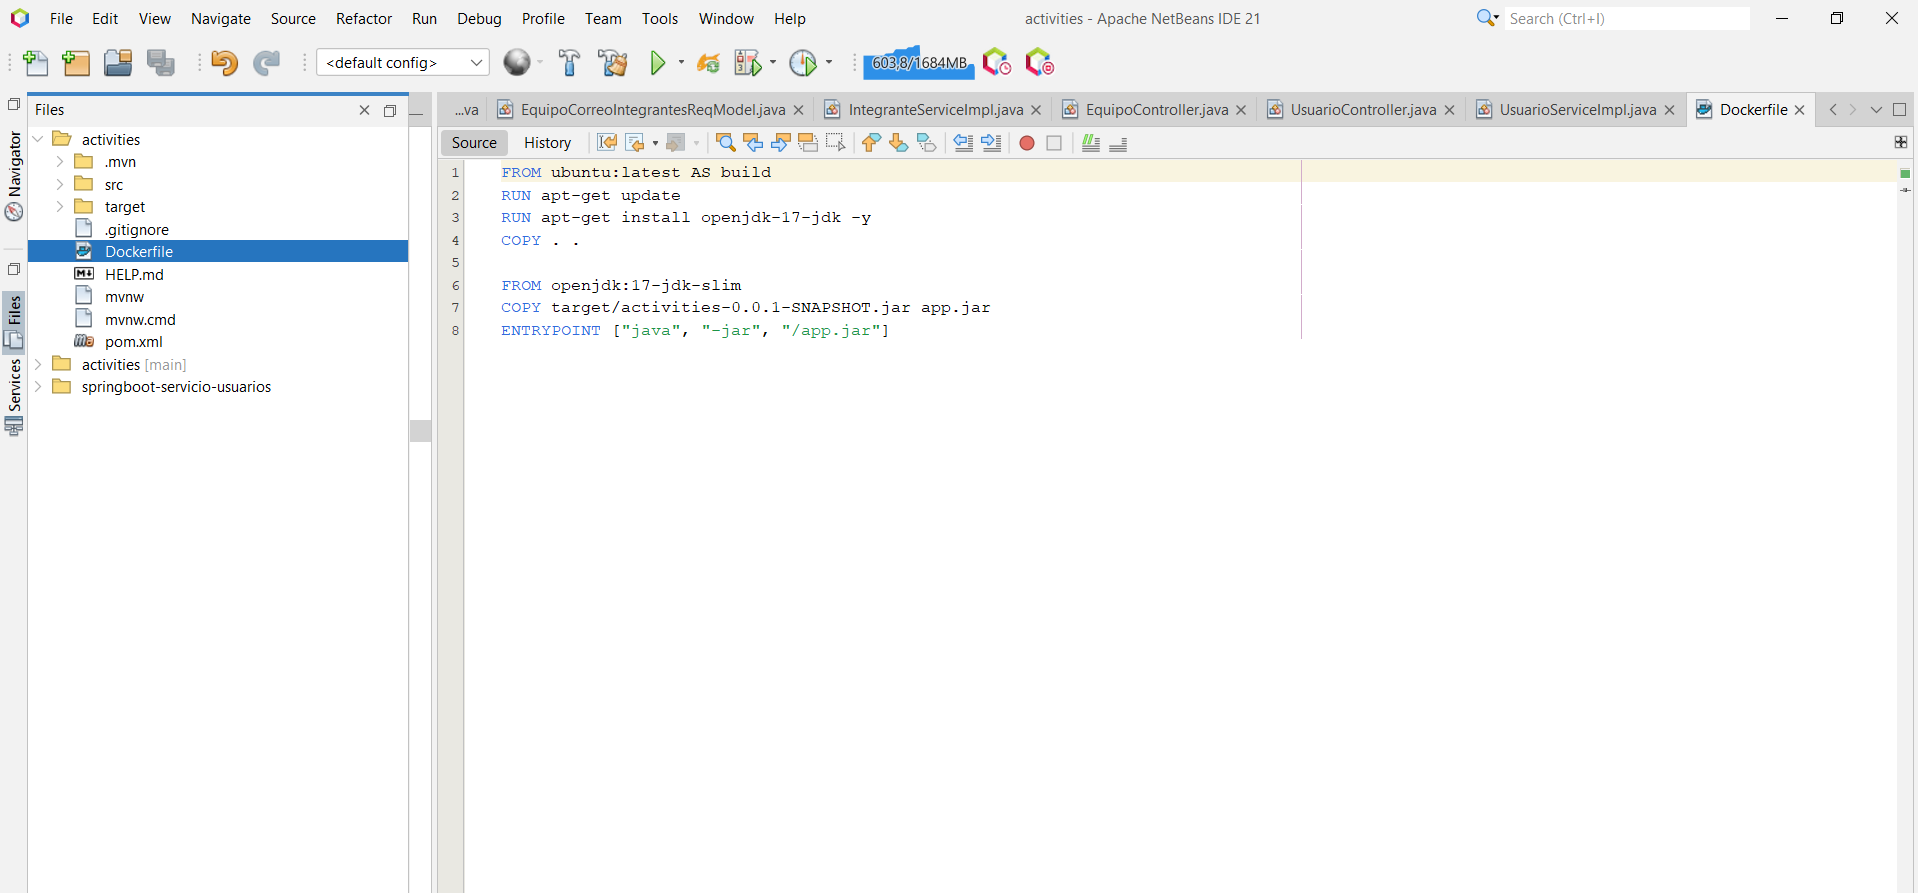 File Edit View Navigate Source Refactor Run Debug Profile Team Tools Window Help
activities - Apache NetBeans IDE 21
Search (Ctrl+I)
<default config>
603,8/1684MB
Navigator
Files
Services
Files
activities
.mvn
src
target
.gitignore
Dockerfile
HELP.md
mvnw
mvnw.cmd
pom.xml
activities [main]
springboot-servicio-usuarios
...va EquipoCorreoIntegrantesReqModel.java IntegranteServiceImpl.java EquipoController.java UsuarioController.java UsuarioServiceImpl.java Dockerfile
Source History
1 FROM ubuntu:latest AS build
2 RUN apt-get update
3 RUN apt-get install openjdk-17-jdk -y
4 COPY . .
5
6 FROM openjdk:17-jdk-slim
7 COPY target/activities-0.0.1-SNAPSHOT.jar app.jar
8 ENTRYPOINT ["java", "-jar", "/app.jar"]